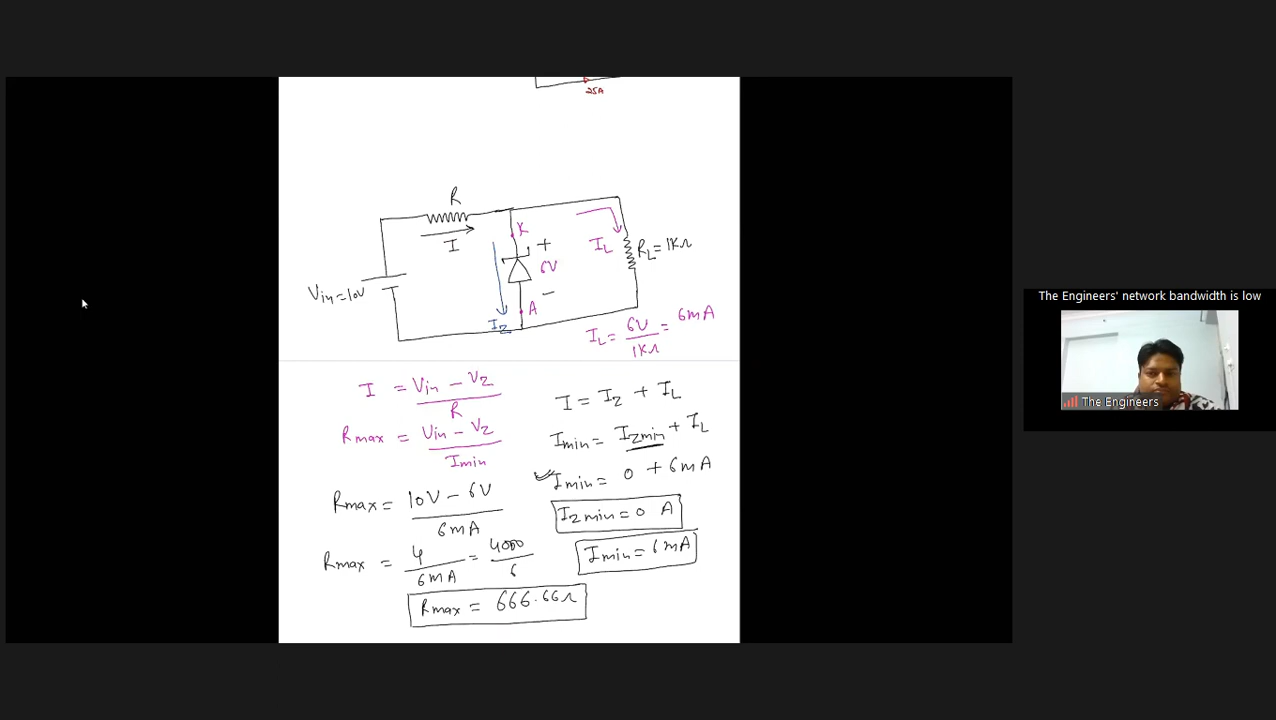 25A
R
I
K
+
6V
-
A
Iz
IL
RL=1KΩ
Vin=10V
IL = 6V/1KΩ = 6mA
I = Vin - Vz / R
Rmax = Vin - Vz / Imin
Rmax = 10V - 6V / 6mA
Rmax = 4 / 6mA = 4000 / 6
Rmax = 666.66Ω
I = Iz + IL
Imin = Izmin + IL
Imin = 0 + 6mA
Izmin = 0 A
Imin = 6mA
The Engineers' network bandwidth is low
The Engineers